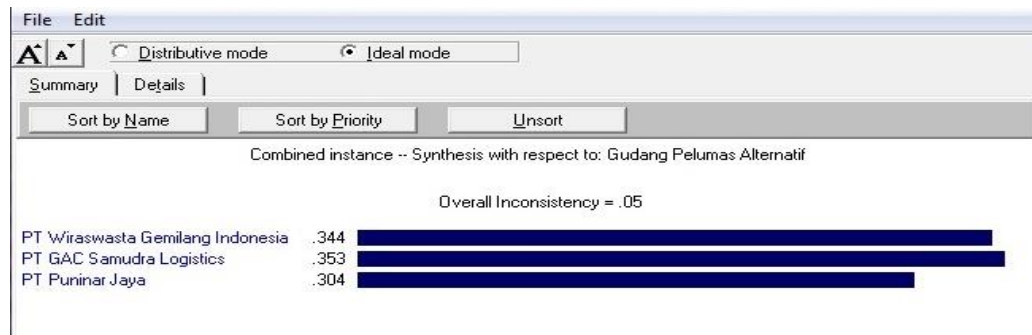 File Edit
A A Distributive mode Ideal mode
Summary Details
Sort by Name Sort by Priority Unsort
Combined instance -- Synthesis with respect to: Gudang Pelumas Alternatif
Overall Inconsistency = .05
PT Wiraswasta Gemilang Indonesia .344
PT GAC Samudra Logistics .353
PT Puninar Jaya .304